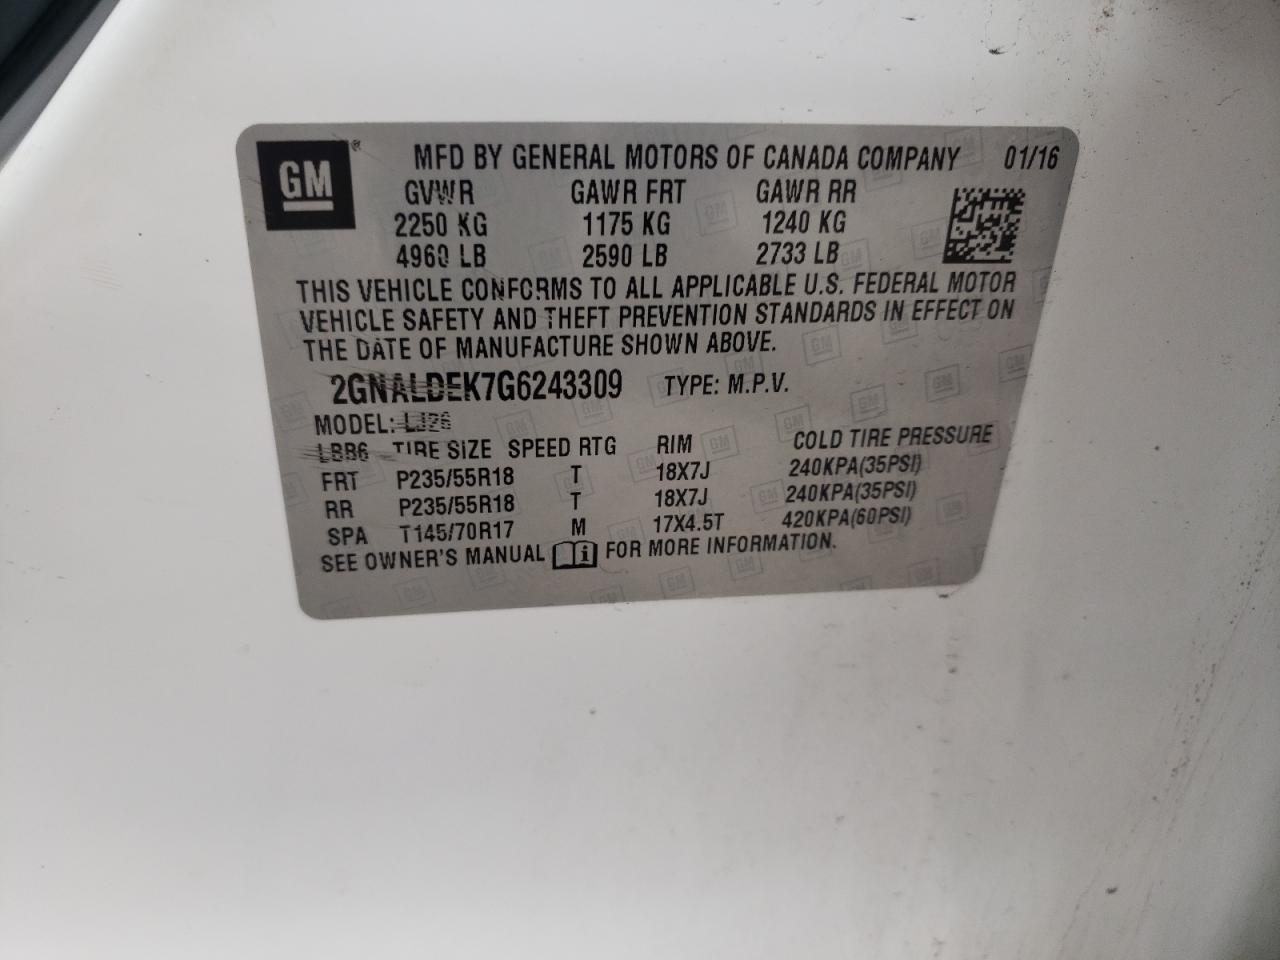 GM® MFD BY GENERAL MOTORS OF CANADA COMPANY 01/16
GVWR GAWR FRT GAWR RR
2250 KG 1175 KG 1240 KG
4960 LB 2590 LB 2733 LB
THIS VEHICLE CONFORMS TO ALL APPLICABLE U.S. FEDERAL MOTOR
VEHICLE SAFETY AND THEFT PREVENTION STANDARDS IN EFFECT ON
THE DATE OF MANUFACTURE SHOWN ABOVE.
2GNALDEK7G6243309 TYPE: M.P.V.
MODEL: LJ26
LBB6 TIRE SIZE SPEED RTG RIM COLD TIRE PRESSURE
FRT P235/55R18 T 18X7J 240KPA(35PSI)
RR P235/55R18 T 18X7J 240KPA(35PSI)
SPA T145/70R17 M 17X4.5T 420KPA(60PSI)
SEE OWNER'S MANUAL i FOR MORE INFORMATION.